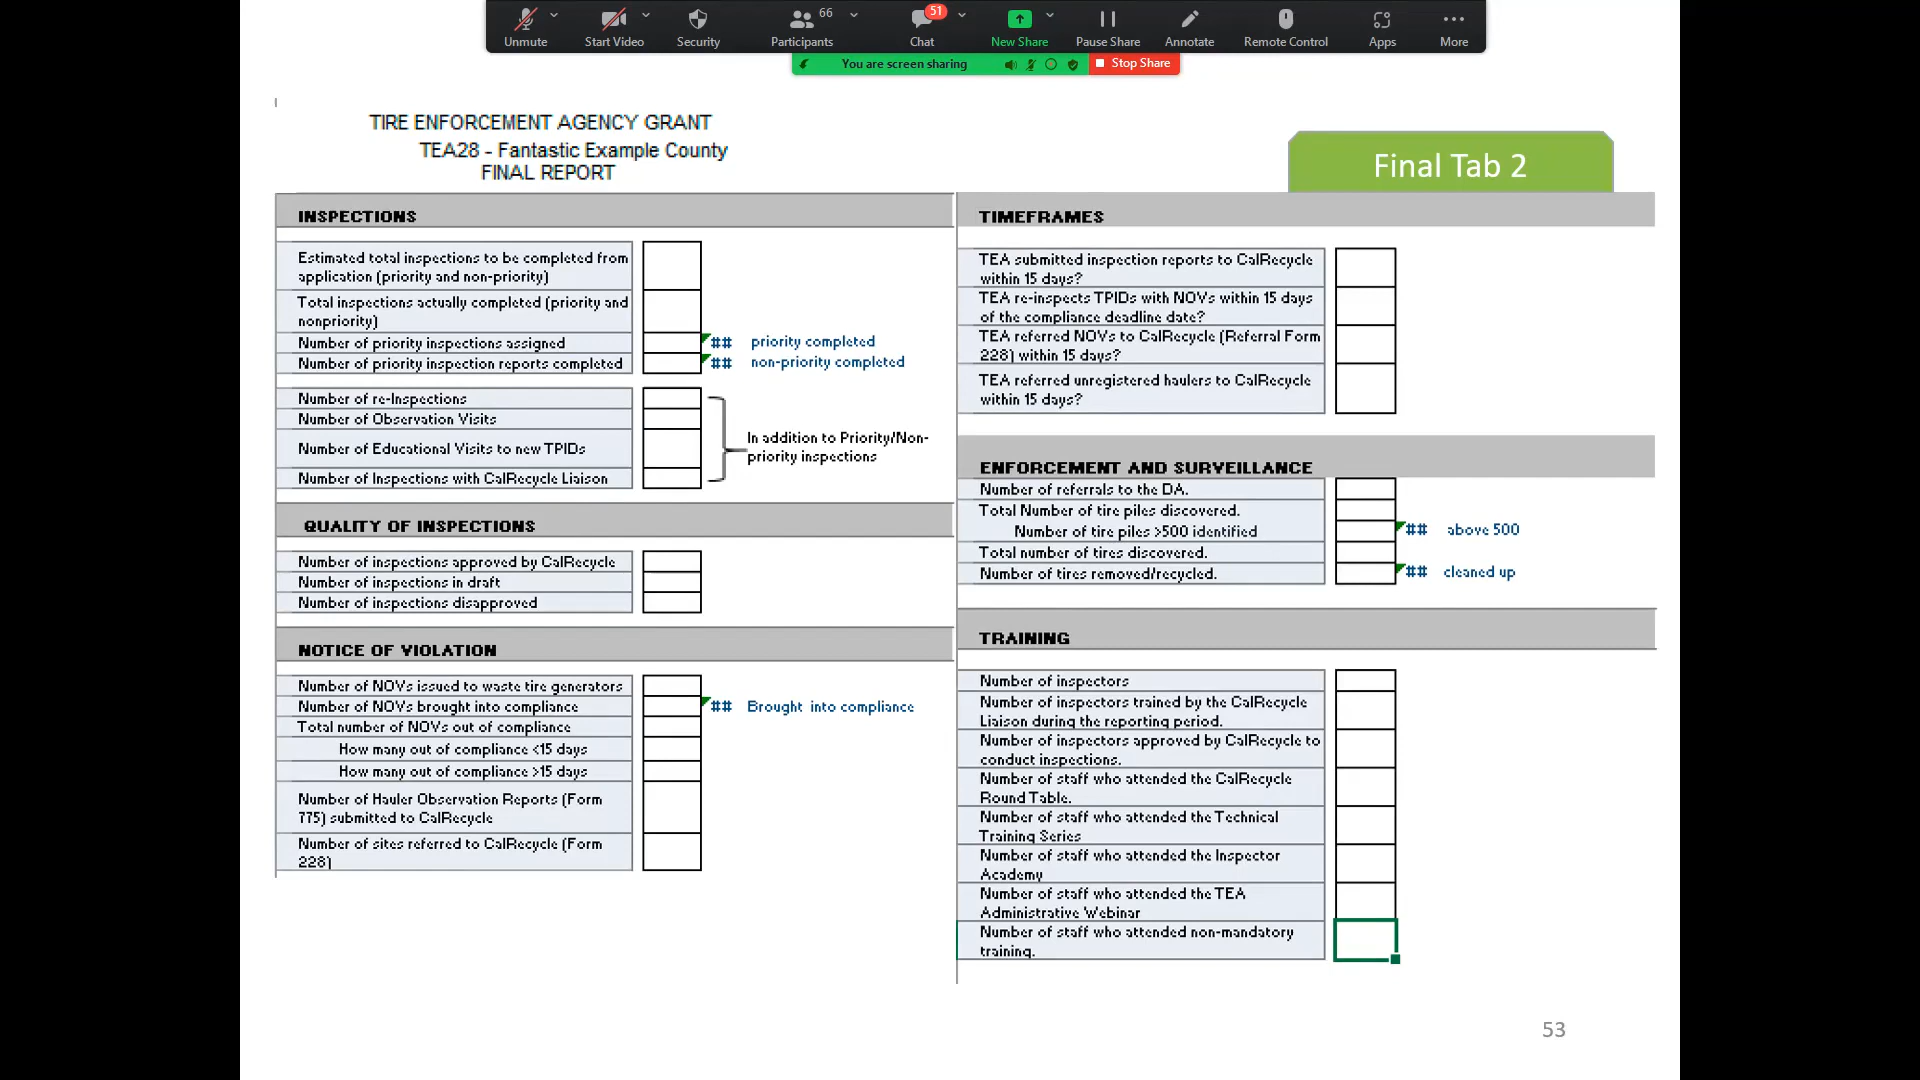 Unmute
Start Video
Security
66
Participants
51
Chat
New Share
Pause Share
Annotate
Remote Control
Apps
More
You are screen sharing
Stop Share
TIRE ENFORCEMENT AGENCY GRANT
TEA28 - Fantastic Example County
FINAL REPORT
Final Tab 2
INSPECTIONS
Estimated total inspections to be completed from
application (priority and non-priority)
Total inspections actually completed (priority and
nonpriority)
Number of priority inspections assigned
## priority completed
Number of priority inspection reports completed
## non-priority completed
Number of re-Inspections
Number of Observation Visits
Number of Educational Visits to new TPIDs
Number of Inspections with CalRecycle Liaison
In addition to Priority/Non-
priority inspections
QUALITY OF INSPECTIONS
Number of inspections approved by CalRecycle
Number of inspections in draft
Number of inspections disapproved
NOTICE OF VIOLATION
Number of NOVs issued to waste tire generators
Number of NOVs brought into compliance
## Brought into compliance
Total number of NOVs out of compliance
How many out of compliance <15 days
How many out of compliance >15 days
Number of Hauler Observation Reports (Form
775) submitted to CalRecycle
Number of sites referred to CalRecycle (Form
228)
TIMEFRAMES
TEA submitted inspection reports to CalRecycle
within 15 days?
TEA re-inspects TPIDs with NOVs within 15 days
of the compliance deadline date?
TEA referred NOVs to CalRecycle (Referral Form
228) within 15 days?
TEA referred unregistered haulers to CalRecycle
within 15 days?
ENFORCEMENT AND SURVEILLANCE
Number of referrals to the DA.
Total Number of tire piles discovered.
Number of tire piles >500 identified
## above 500
Total number of tires discovered.
Number of tires removed/recycled.
## cleaned up
TRAINING
Number of inspectors
Number of inspectors trained by the CalRecycle
Liaison during the reporting period.
Number of inspectors approved by CalRecycle to
conduct inspections.
Number of staff who attended the CalRecycle
Round Table.
Number of staff who attended the Technical
Training Series
Number of staff who attended the Inspector
Academy
Number of staff who attended the TEA
Administrative Webinar
Number of staff who attended non-mandatory
training.
53